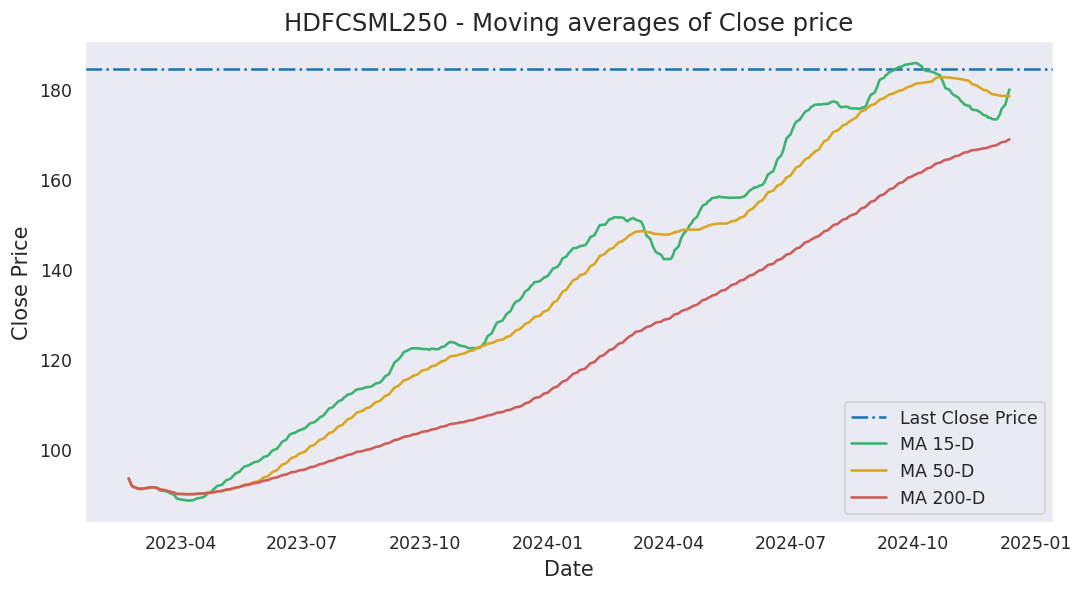 HDFCSML250 - Moving averages of Close price
Close Price
180
160
140
120
100
Last Close Price
MA 15-D
MA 50-D
MA 200-D
2023-04
2023-07
2023-10
2024-01
2024-04
2024-07
2024-10
2025-01
Date